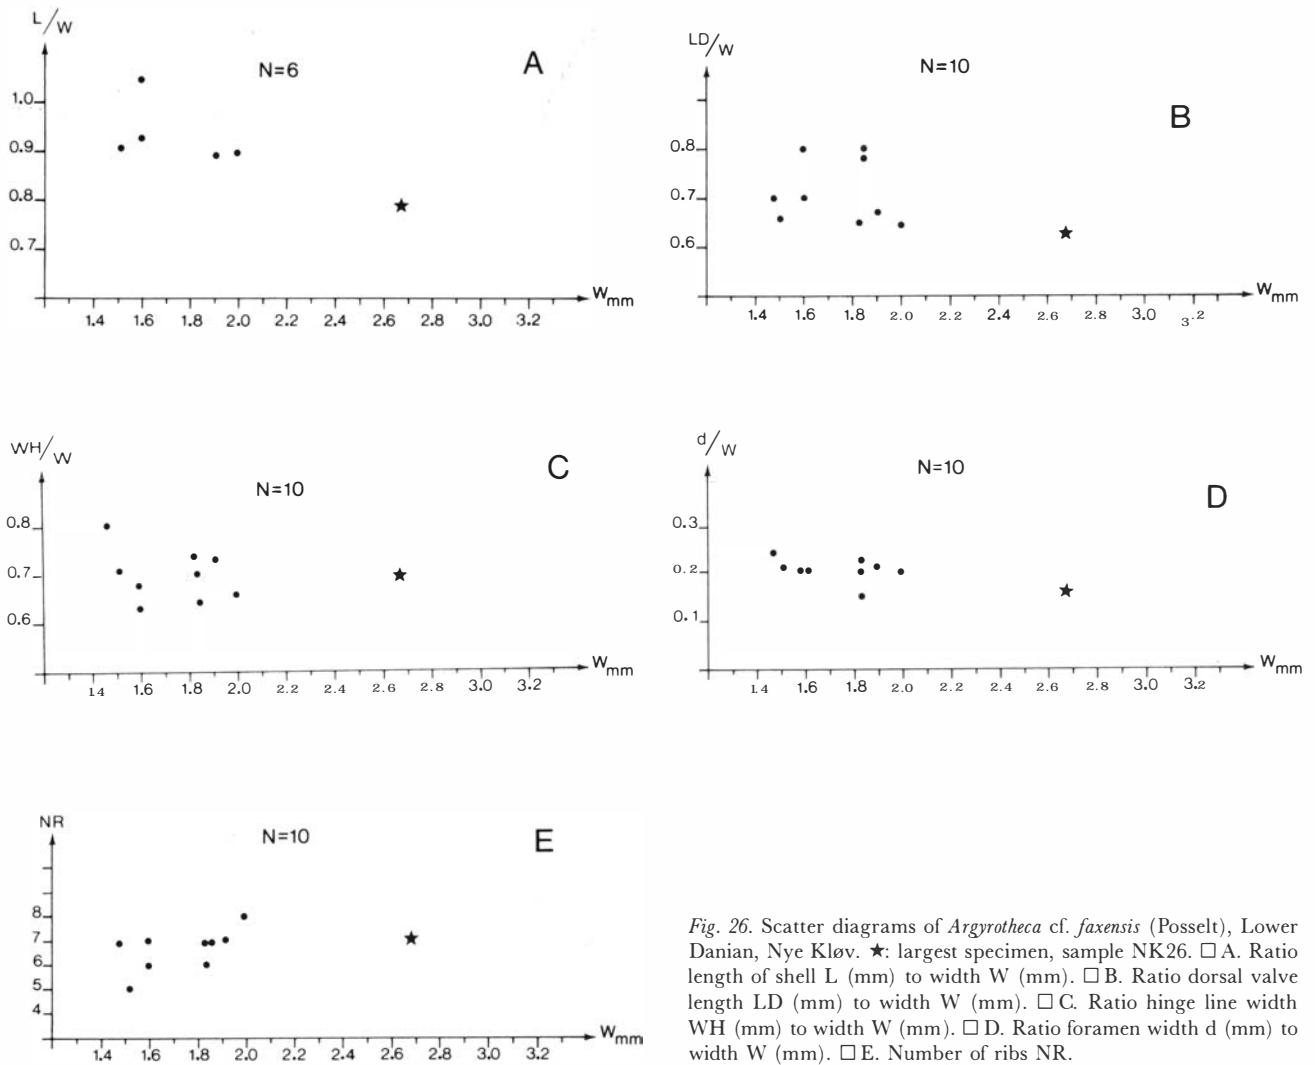 L/W
N=6
A
1.0
0.9
0.8
0.7
1.4 1.6 1.8 2.0 2.2 2.4 2.6 2.8 3.0 3.2
Wmm
LD/W
N=10
B
0.8
0.7
0.6
1.4 1.6 1.8 2.0 2.2 2.4 2.6 2.8 3.0 3.2
Wmm
WH/W
N=10
C
0.8
0.7
0.6
1.4 1.6 1.8 2.0 2.2 2.4 2.6 2.8 3.0 3.2
Wmm
d/W
N=10
D
0.3
0.2
0.1
1.4 1.6 1.8 2.0 2.2 2.4 2.6 2.8 3.0 3.2
Wmm
NR
N=10
E
8
7
6
5
4
1.4 1.6 1.8 2.0 2.2 2.4 2.6 2.8 3.0 3.2
Wmm
Fig. 26. Scatter diagrams of Argyrotheca cf. faxensis (Posselt), Lower
Danian, Nye Kløv. ★: largest specimen, sample NK26. □ A. Ratio
length of shell L (mm) to width W (mm). □ B. Ratio dorsal valve
length LD (mm) to width W (mm). □ C. Ratio hinge line width
WH (mm) to width W (mm). □ D. Ratio foramen width d (mm) to
width W (mm). □ E. Number of ribs NR.